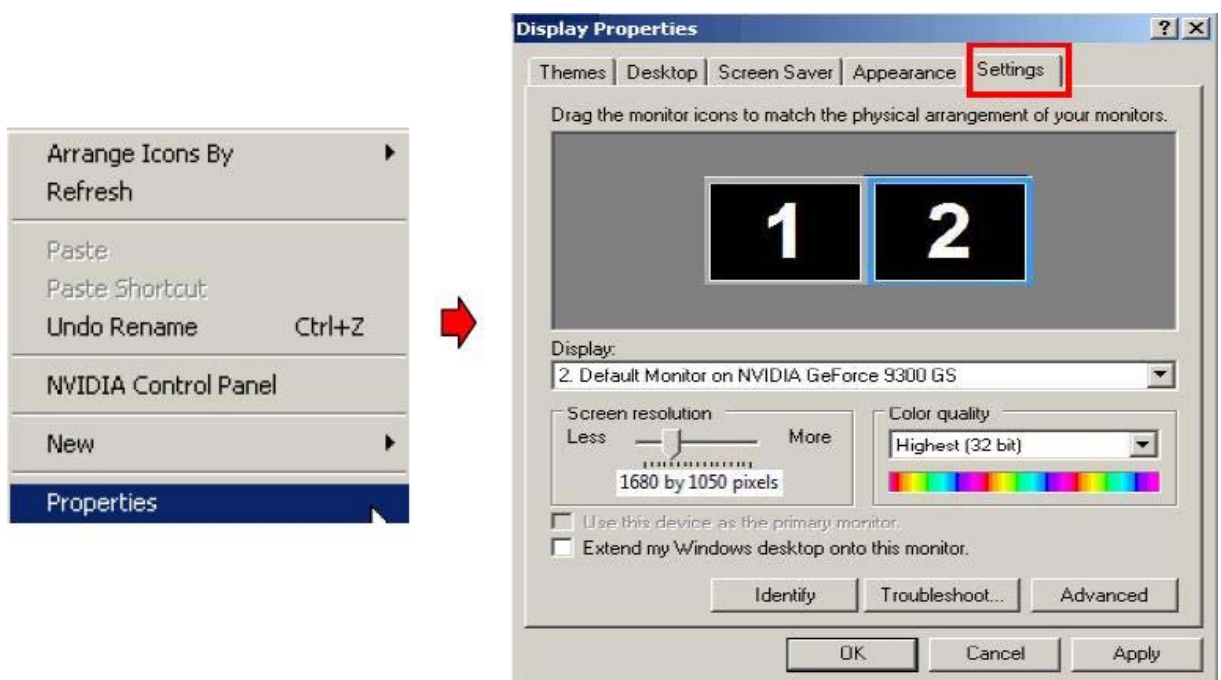 Arrange Icons By
Refresh
Paste
Paste Shortcut
Undo Rename Ctrl+Z
NVIDIA Control Panel
New
Properties
Display Properties
Themes Desktop Screen Saver Appearance Settings
Drag the monitor icons to match the physical arrangement of your monitors.
1 2
Display:
2. Default Monitor on NVIDIA GeForce 9300 GS
Screen resolution Color quality
Less More Highest (32 bit)
1680 by 1050 pixels
Use this device as the primary monitor.
Extend my Windows desktop onto this monitor.
Identify Troubleshoot... Advanced
OK Cancel Apply